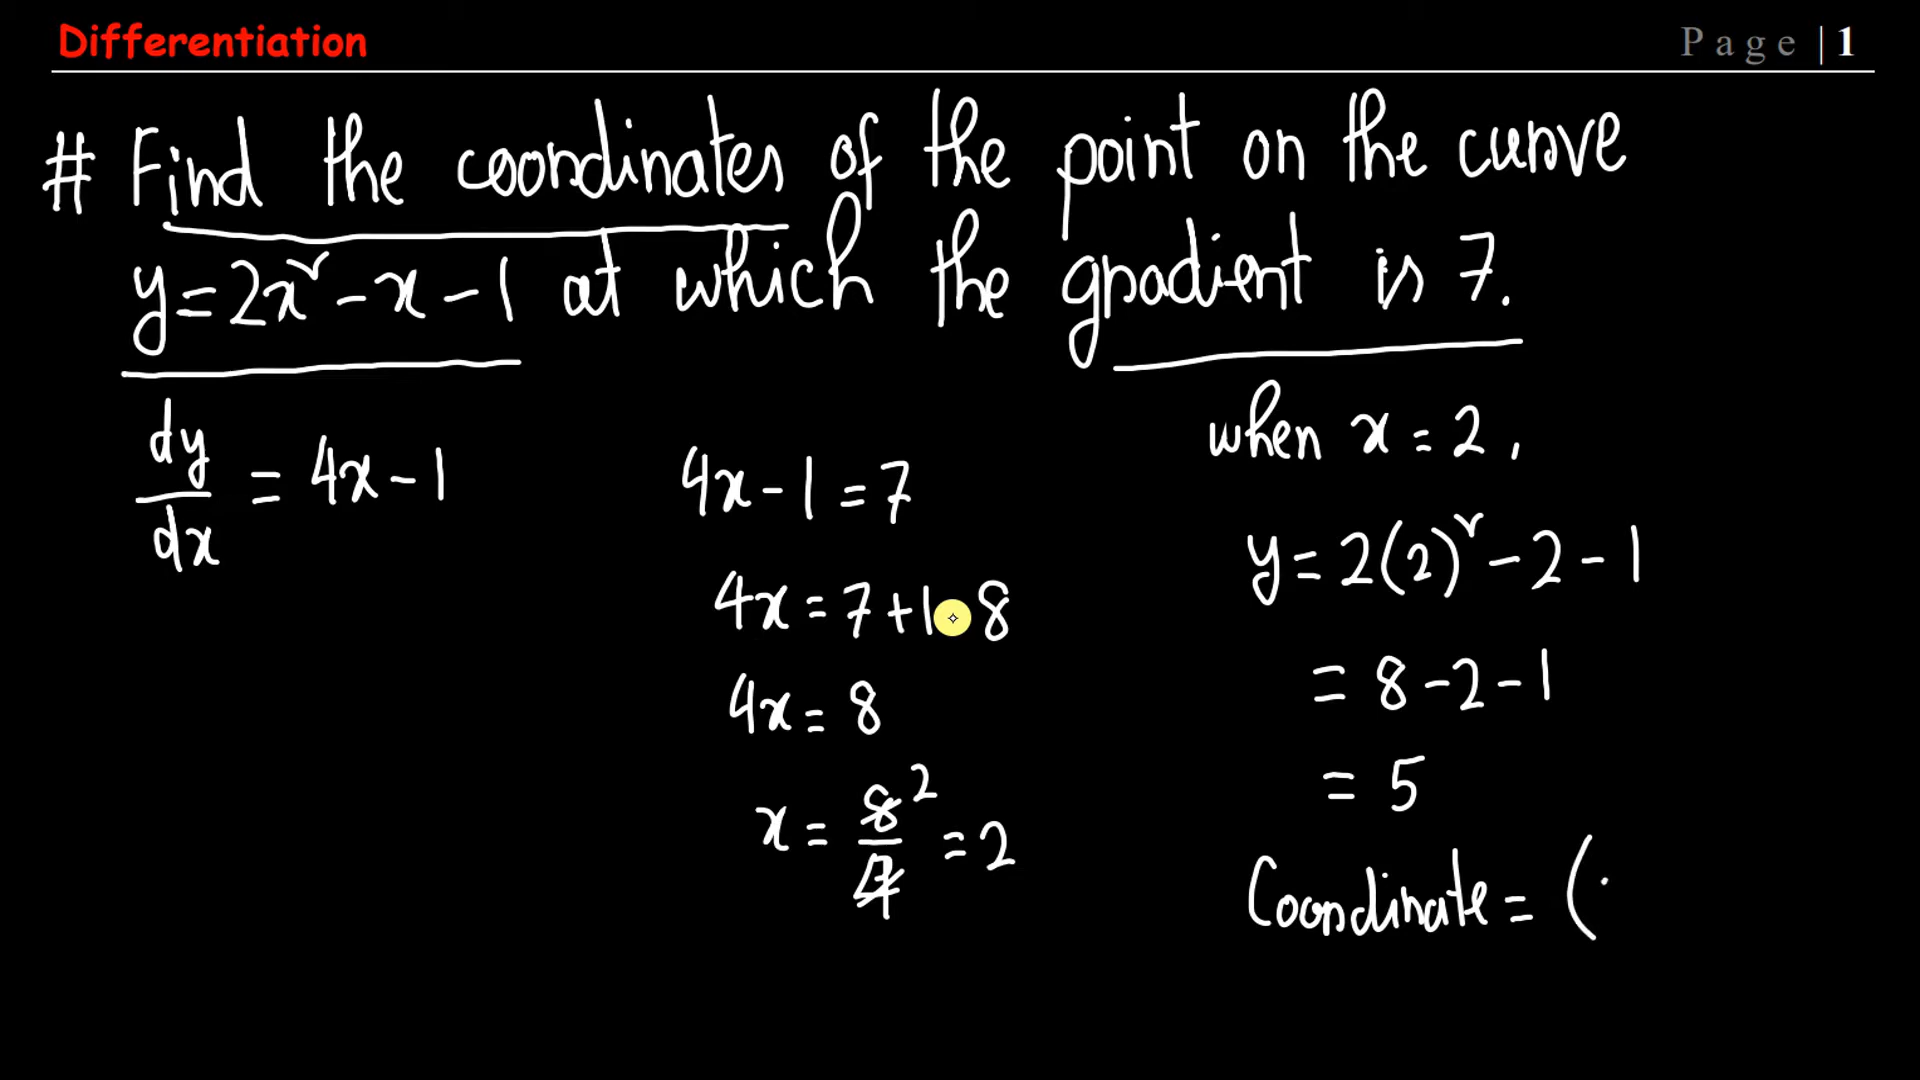 Differentiation
Page | 1
# Find the coordinates of the point on the curve
y = 2x² - x - 1 at which the gradient is 7.
dy/dx = 4x - 1
4x - 1 = 7
4x = 7 + 1 8
4x = 8
x = 8/4 2 = 2
when x = 2,
y = 2(2)² - 2 - 1
= 8 - 2 - 1
= 5
Coordinate = (